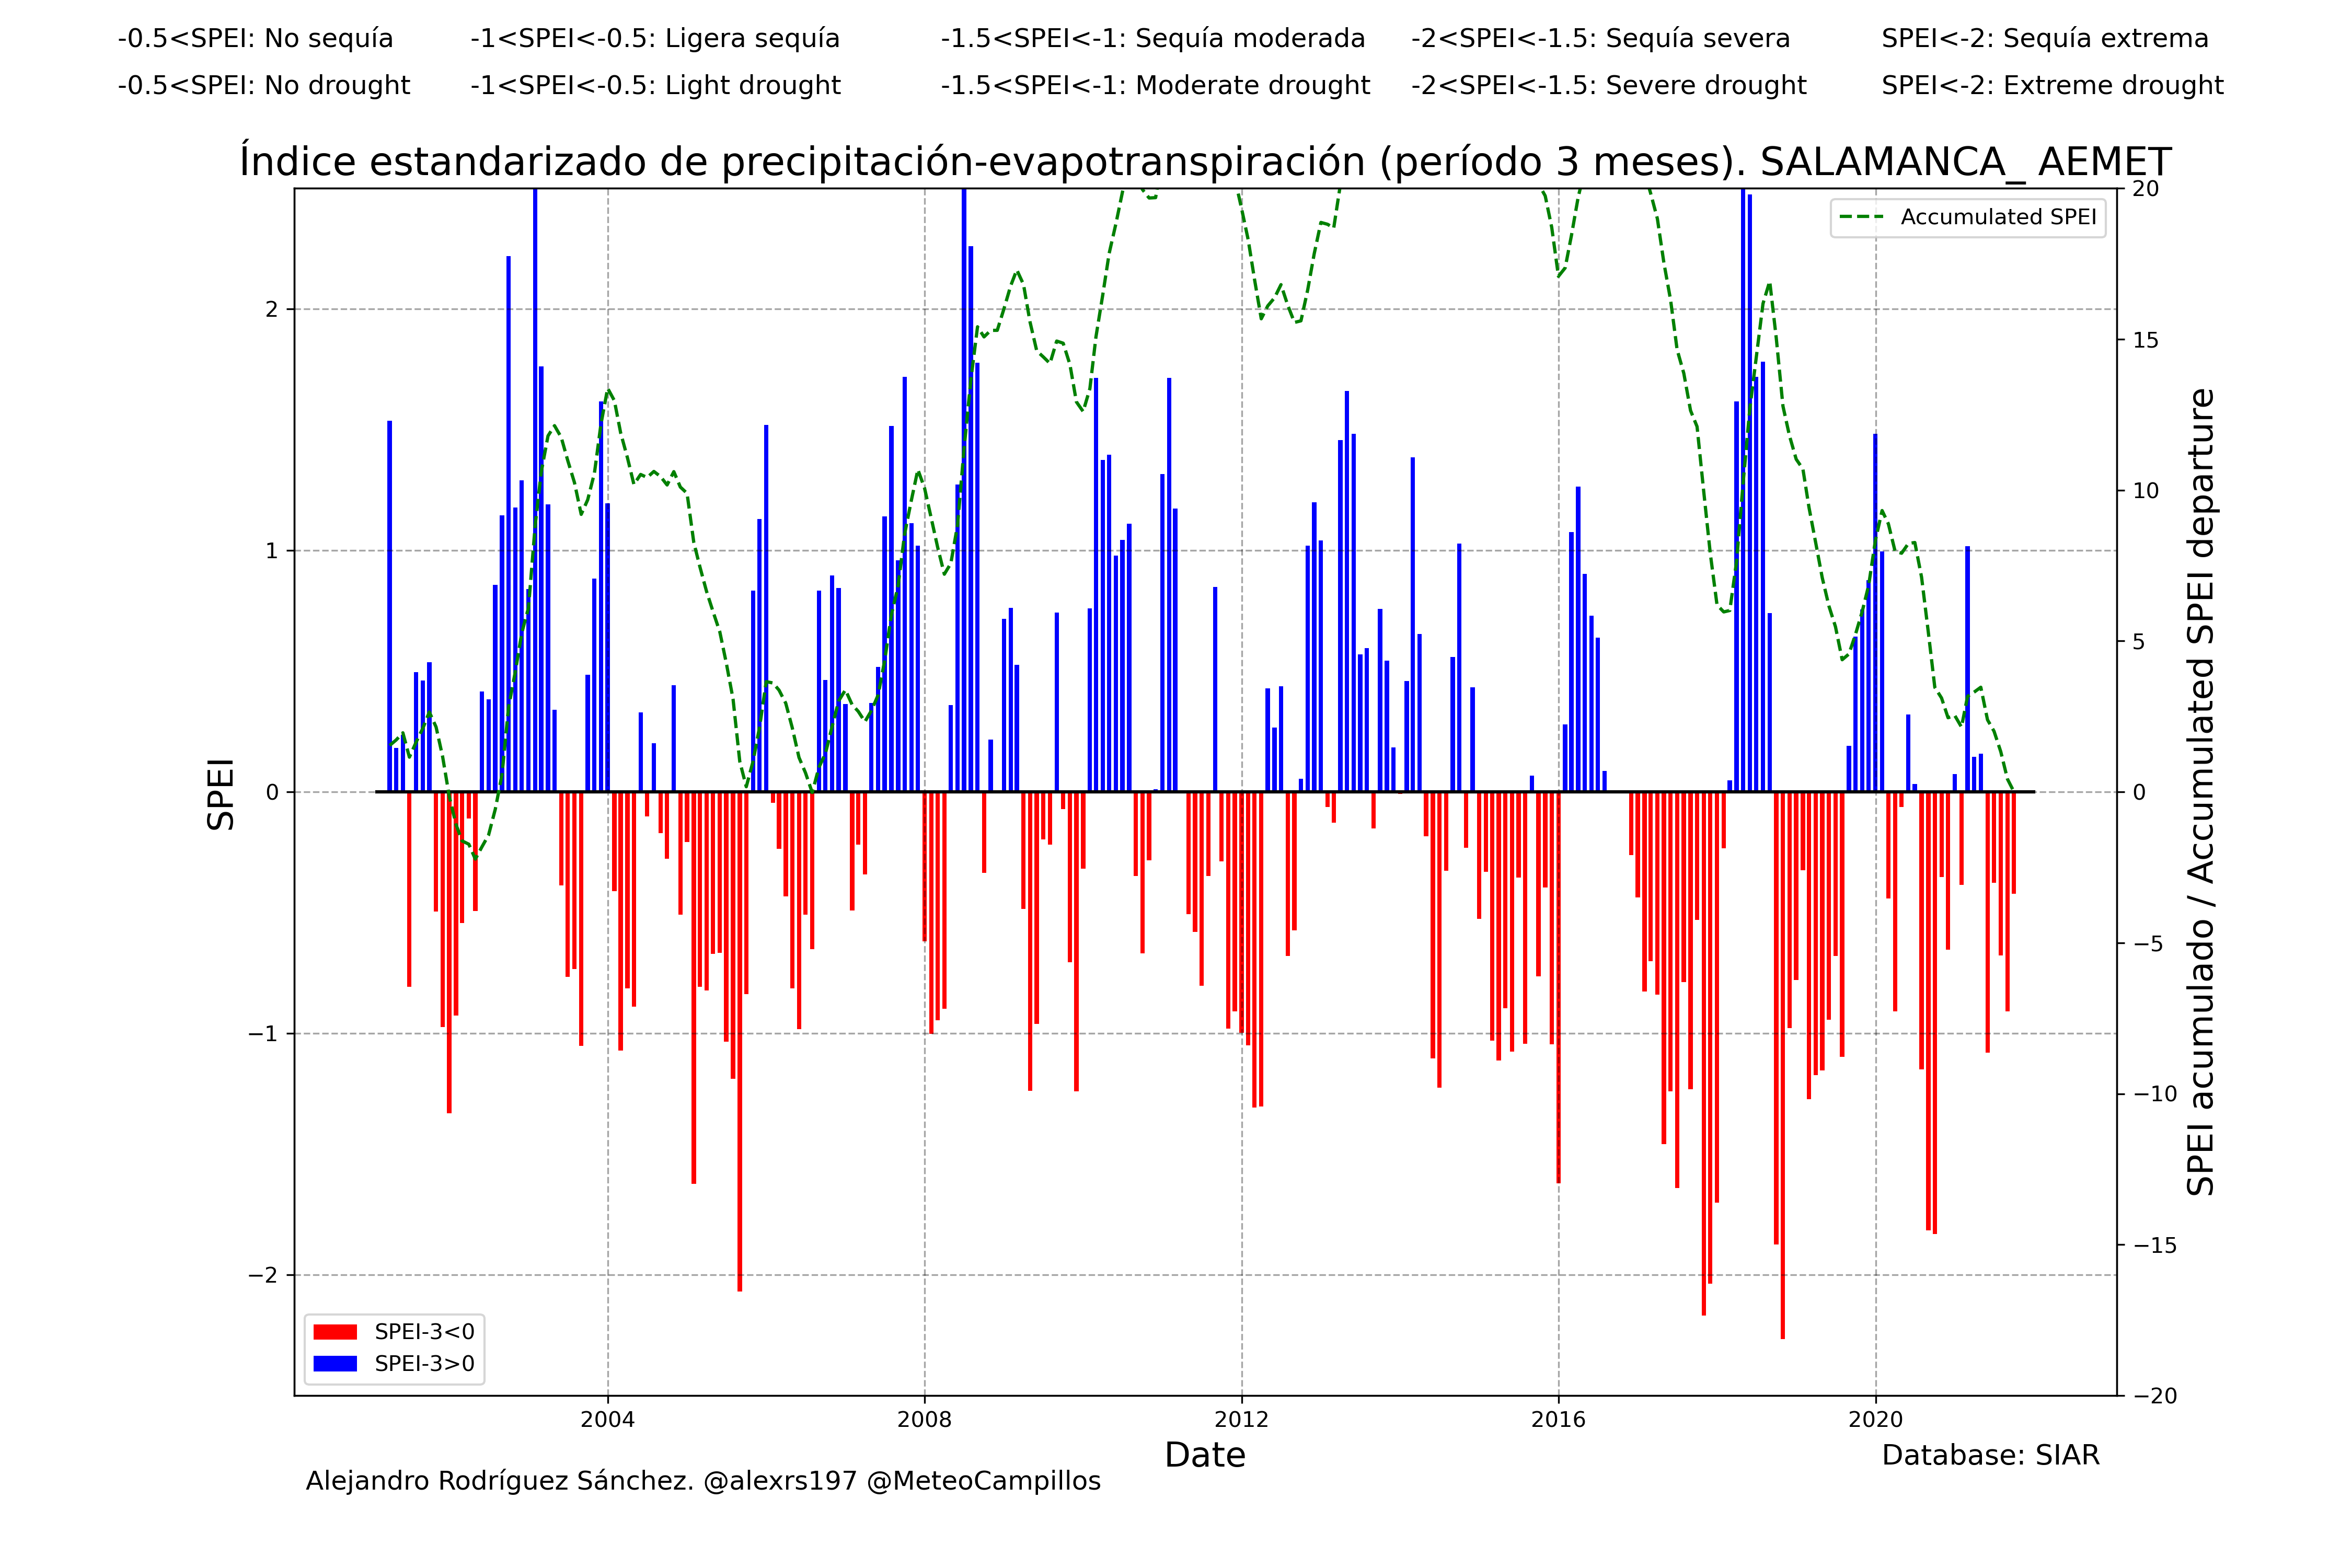 -0.5<SPEI: No sequía -1<SPEI<-0.5: Ligera sequía -1.5<SPEI<-1: Sequía moderada -2<SPEI<-1.5: Sequía severa SPEI<-2: Sequía extrema
-0.5<SPEI: No drought -1<SPEI<-0.5: Light drought -1.5<SPEI<-1: Moderate drought -2<SPEI<-1.5: Severe drought SPEI<-2: Extreme drought
Índice estandarizado de precipitación-evapotranspiración (período 3 meses). SALAMANCA_ AEMET
Accumulated SPEI
SPEI
2
1
0
−1
−2
20
15
10
5
0
−5
−10
−15
−20
SPEI acumulado / Accumulated SPEI departure
SPEI-3<0
SPEI-3>0
2004 2008 2012 2016 2020
Date
Database: SIAR
Alejandro Rodríguez Sánchez. @alexrs197 @MeteoCampillos